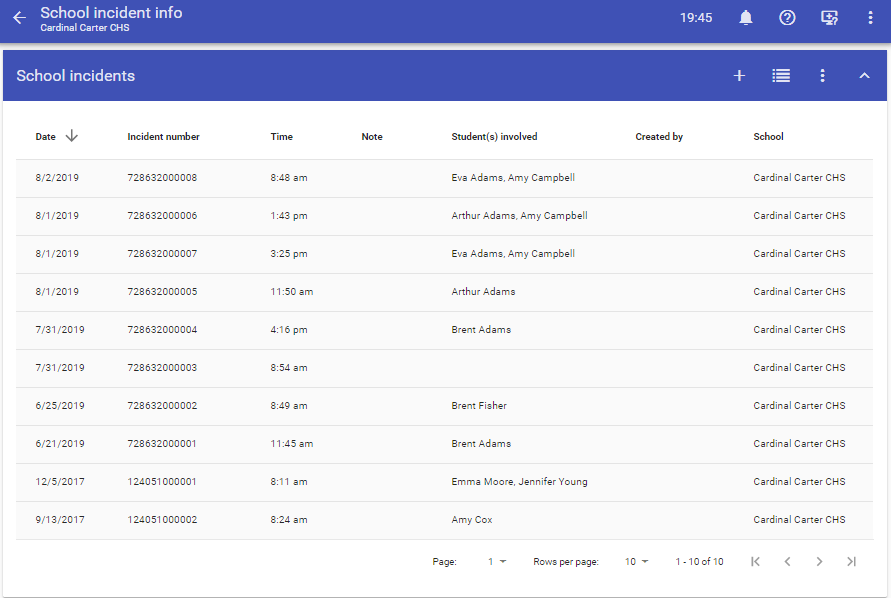 School incident info
Cardinal Carter CHS
19:45
School incidents
Date Incident number Time Note Student(s) involved Created by School
8/2/2019 728632000008 8:48 am Eva Adams, Amy Campbell Cardinal Carter CHS
8/1/2019 728632000006 1:43 pm Arthur Adams, Amy Campbell Cardinal Carter CHS
8/1/2019 728632000007 3:25 pm Eva Adams, Amy Campbell Cardinal Carter CHS
8/1/2019 728632000005 11:50 am Arthur Adams Cardinal Carter CHS
7/31/2019 728632000004 4:16 pm Brent Adams Cardinal Carter CHS
7/31/2019 728632000003 8:54 am Cardinal Carter CHS
6/25/2019 728632000002 8:49 am Brent Fisher Cardinal Carter CHS
6/21/2019 728632000001 11:45 am Brent Adams Cardinal Carter CHS
12/5/2017 124051000001 8:11 am Emma Moore, Jennifer Young Cardinal Carter CHS
9/13/2017 124051000002 8:24 am Amy Cox Cardinal Carter CHS
Page: 1 Rows per page: 10 1 - 10 of 10